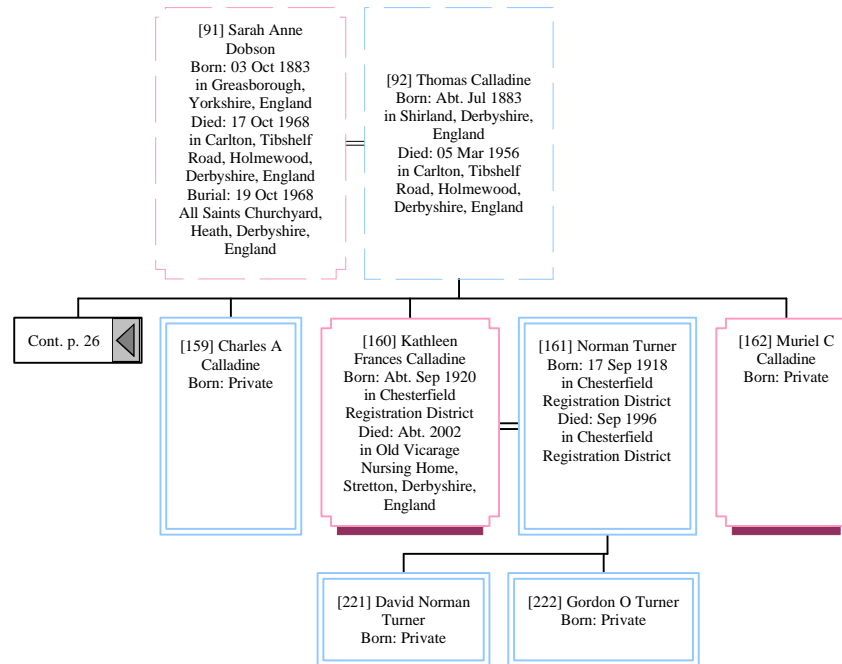 [91] Sarah Anne
Dobson
Born: 03 Oct 1883
in Greasborough,
Yorkshire, England
Died: 17 Oct 1968
in Carlton, Tibshelf
Road, Holmewood,
Derbyshire, England
Burial: 19 Oct 1968
All Saints Churchyard,
Heath, Derbyshire,
England
[92] Thomas Calladine
Born: Abt. Jul 1883
in Shirland, Derbyshire,
England
Died: 05 Mar 1956
in Carlton, Tibshelf
Road, Holmewood,
Derbyshire, England
Cont. p. 26
[159] Charles A
Calladine
Born: Private
[160] Kathleen
Frances Calladine
Born: Abt. Sep 1920
in Chesterfield
Registration District
Died: Abt. 2002
in Old Vicarage
Nursing Home,
Stretton, Derbyshire,
England
[161] Norman Turner
Born: 17 Sep 1918
in Chesterfield
Registration District
Died: Sep 1996
in Chesterfield
Registration District
[162] Muriel C
Calladine
Born: Private
[221] David Norman
Turner
Born: Private
[222] Gordon O Turner
Born: Private